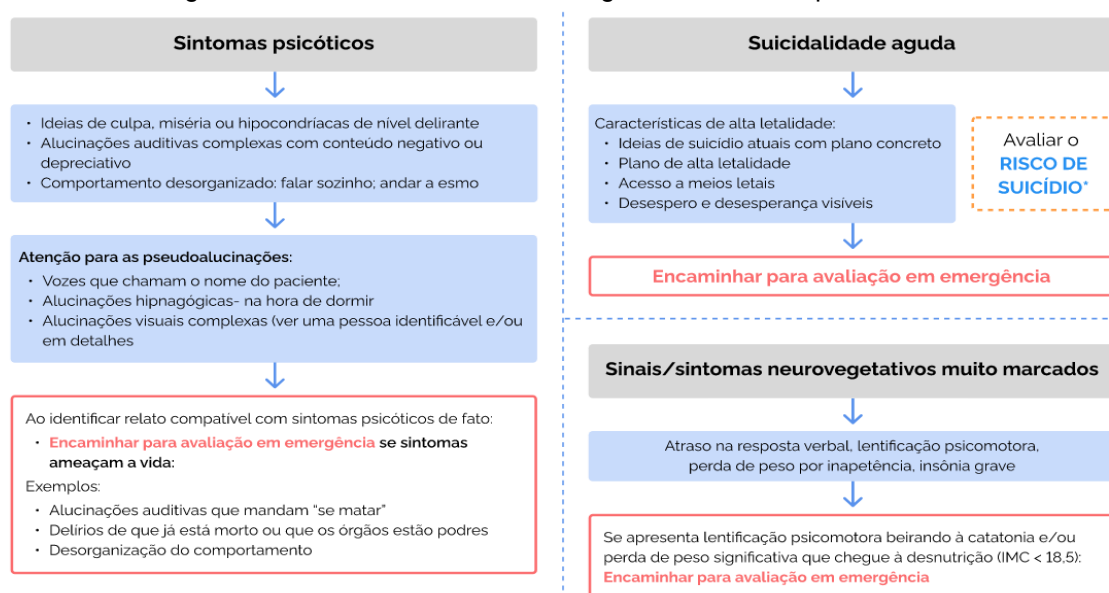 Sintomas psicóticos
• Ideias de culpa, miséria ou hipocondríacas de nível delirante
• Alucinações auditivas complexas com conteúdo negativo ou
depreciativo
• Comportamento desorganizado: falar sozinho; andar a esmo
Atenção para as pseudoalucinações:
• Vozes que chamam o nome do paciente;
• Alucinações hipnagógicas- na hora de dormir
• Alucinações visuais complexas (ver uma pessoa identificável e/ou
em detalhes
Ao identificar relato compatível com sintomas psicóticos de fato:
• Encaminhar para avaliação em emergência se sintomas
ameaçam a vida:
Exemplos:
• Alucinações auditivas que mandam “se matar”
• Delírios de que já está morto ou que os órgãos estão podres
• Desorganização do comportamento
Suicidalidade aguda
Características de alta letalidade:
• Ideias de suicídio atuais com plano concreto
• Plano de alta letalidade
• Acesso a meios letais
• Desespero e desesperança visíveis
Avaliar o
RISCO DE
SUICÍDIO*
Encaminhar para avaliação em emergência
Sinais/sintomas neurovegetativos muito marcados
Atraso na resposta verbal, lentificação psicomotora,
perda de peso por inapetência, insônia grave
Se apresenta lentificação psicomotora beirando à catatonia e/ou
perda de peso significativa que chegue à desnutrição (IMC < 18,5):
Encaminhar para avaliação em emergência